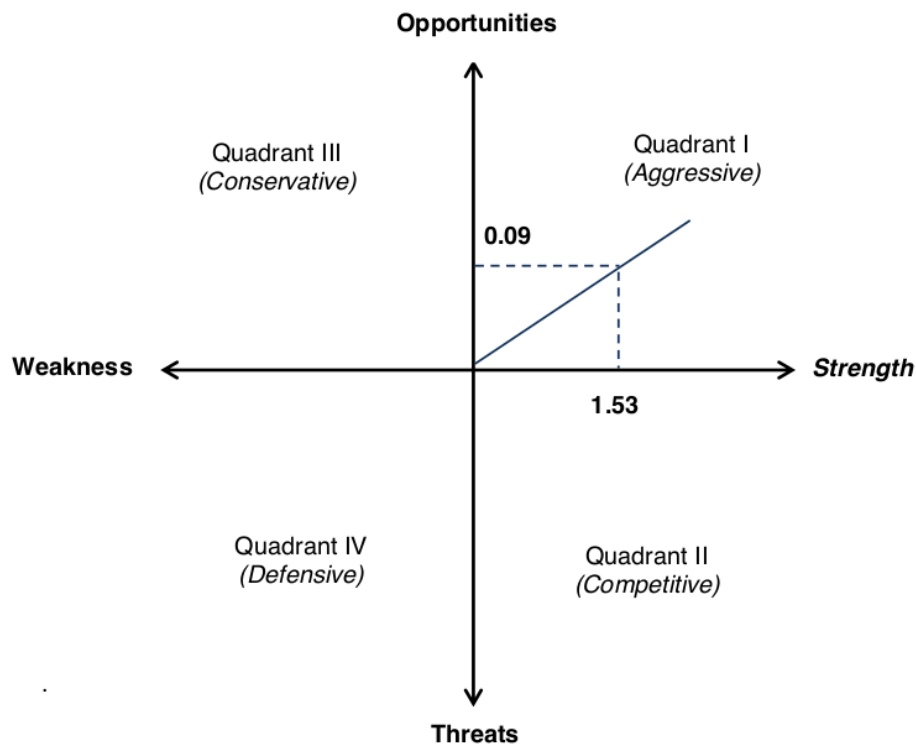 Opportunities
Quadrant III
(Conservative)
Quadrant I
(Aggressive)
0.09
Weakness
Strength
1.53
Quadrant IV
(Defensive)
Quadrant II
(Competitive)
.
Threats